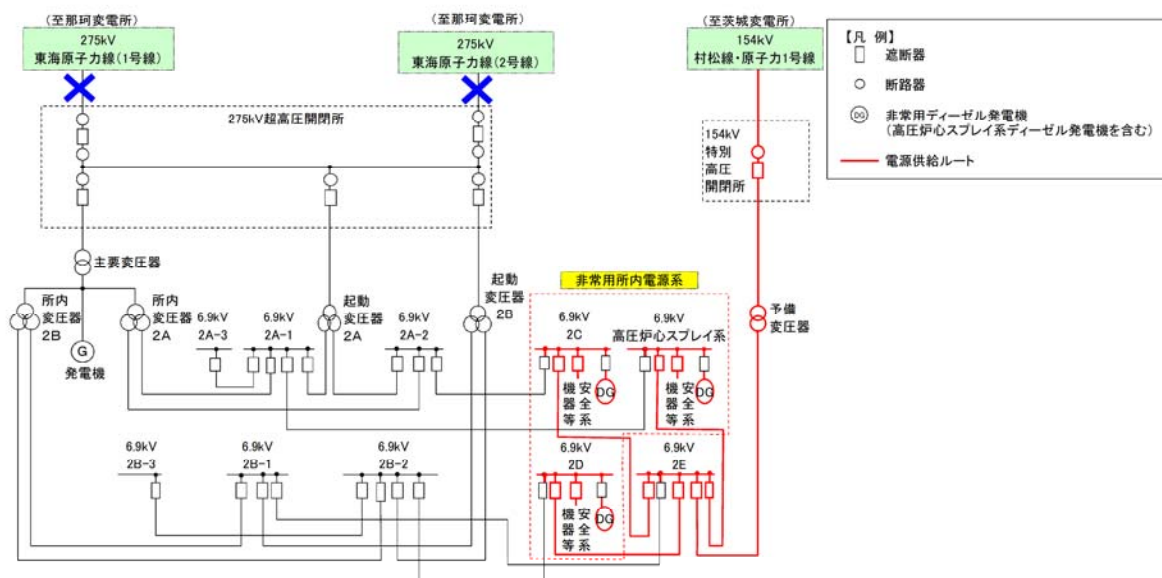 (至那珂変電所)
275kV
東海原子力線(1号線)
(至那珂変電所)
275kV
東海原子力線(2号線)
(至茨城変電所)
154kV
村松線・原子力1号線
【凡 例】
遮断器
断路器
DG
非常用ディーゼル発電機
(高圧炉心スプレイ系ディーゼル発電機を含む)
電源供給ルート
275kV超高圧開閉所
154kV
特別
高圧
開閉所
主要変圧器
所内
変圧器
2B
所内
変圧器
2A
G
発電機
6.9kV
2A-3
6.9kV
2A-1
起動
変圧器
2A
6.9kV
2A-2
起動
変圧器
2B
非常用所内電源系
6.9kV
2C
安全系
機器等
DG
6.9kV
高圧炉心スプレイ系
安全系
機器等
DG
予備
変圧器
6.9kV
2B-3
6.9kV
2B-1
6.9kV
2B-2
6.9kV
2D
安全系
機器等
DG
6.9kV
2E